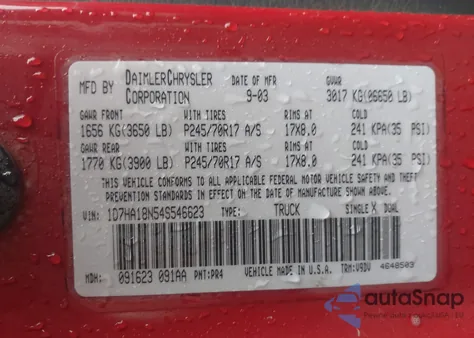 MFD BY DAIMLERCHRYSLER CORPORATION DATE OF MFR 9-03 GVWR 3017 KG(06650 LB)
GAWR FRONT WITH TIRES RIMS AT COLD
1656 KG(3650 LB) P245/70R17 A/S 17X8.0 241 KPA(35 PSI)
GAWR REAR WITH TIRES RIMS AT COLD
1770 KG(3900 LB) P245/70R17 A/S 17X8.0 241 KPA(35 PSI)
THIS VEHICLE CONFORMS TO ALL APPLICABLE FEDERAL MOTOR VEHICLE SAFETY AND THEFT
PREVENTION STANDARDS IN EFFECT ON THE DATE OF MANUFACTURE SHOWN ABOVE.
VIN: 1D7HA18N54S546623 TYPE: TRUCK SINGLE X DUAL
MDH: 091623 091AA PNT:PR4 VEHICLE MADE IN U.S.A. TRM:V9DV 4648503
autoSnap